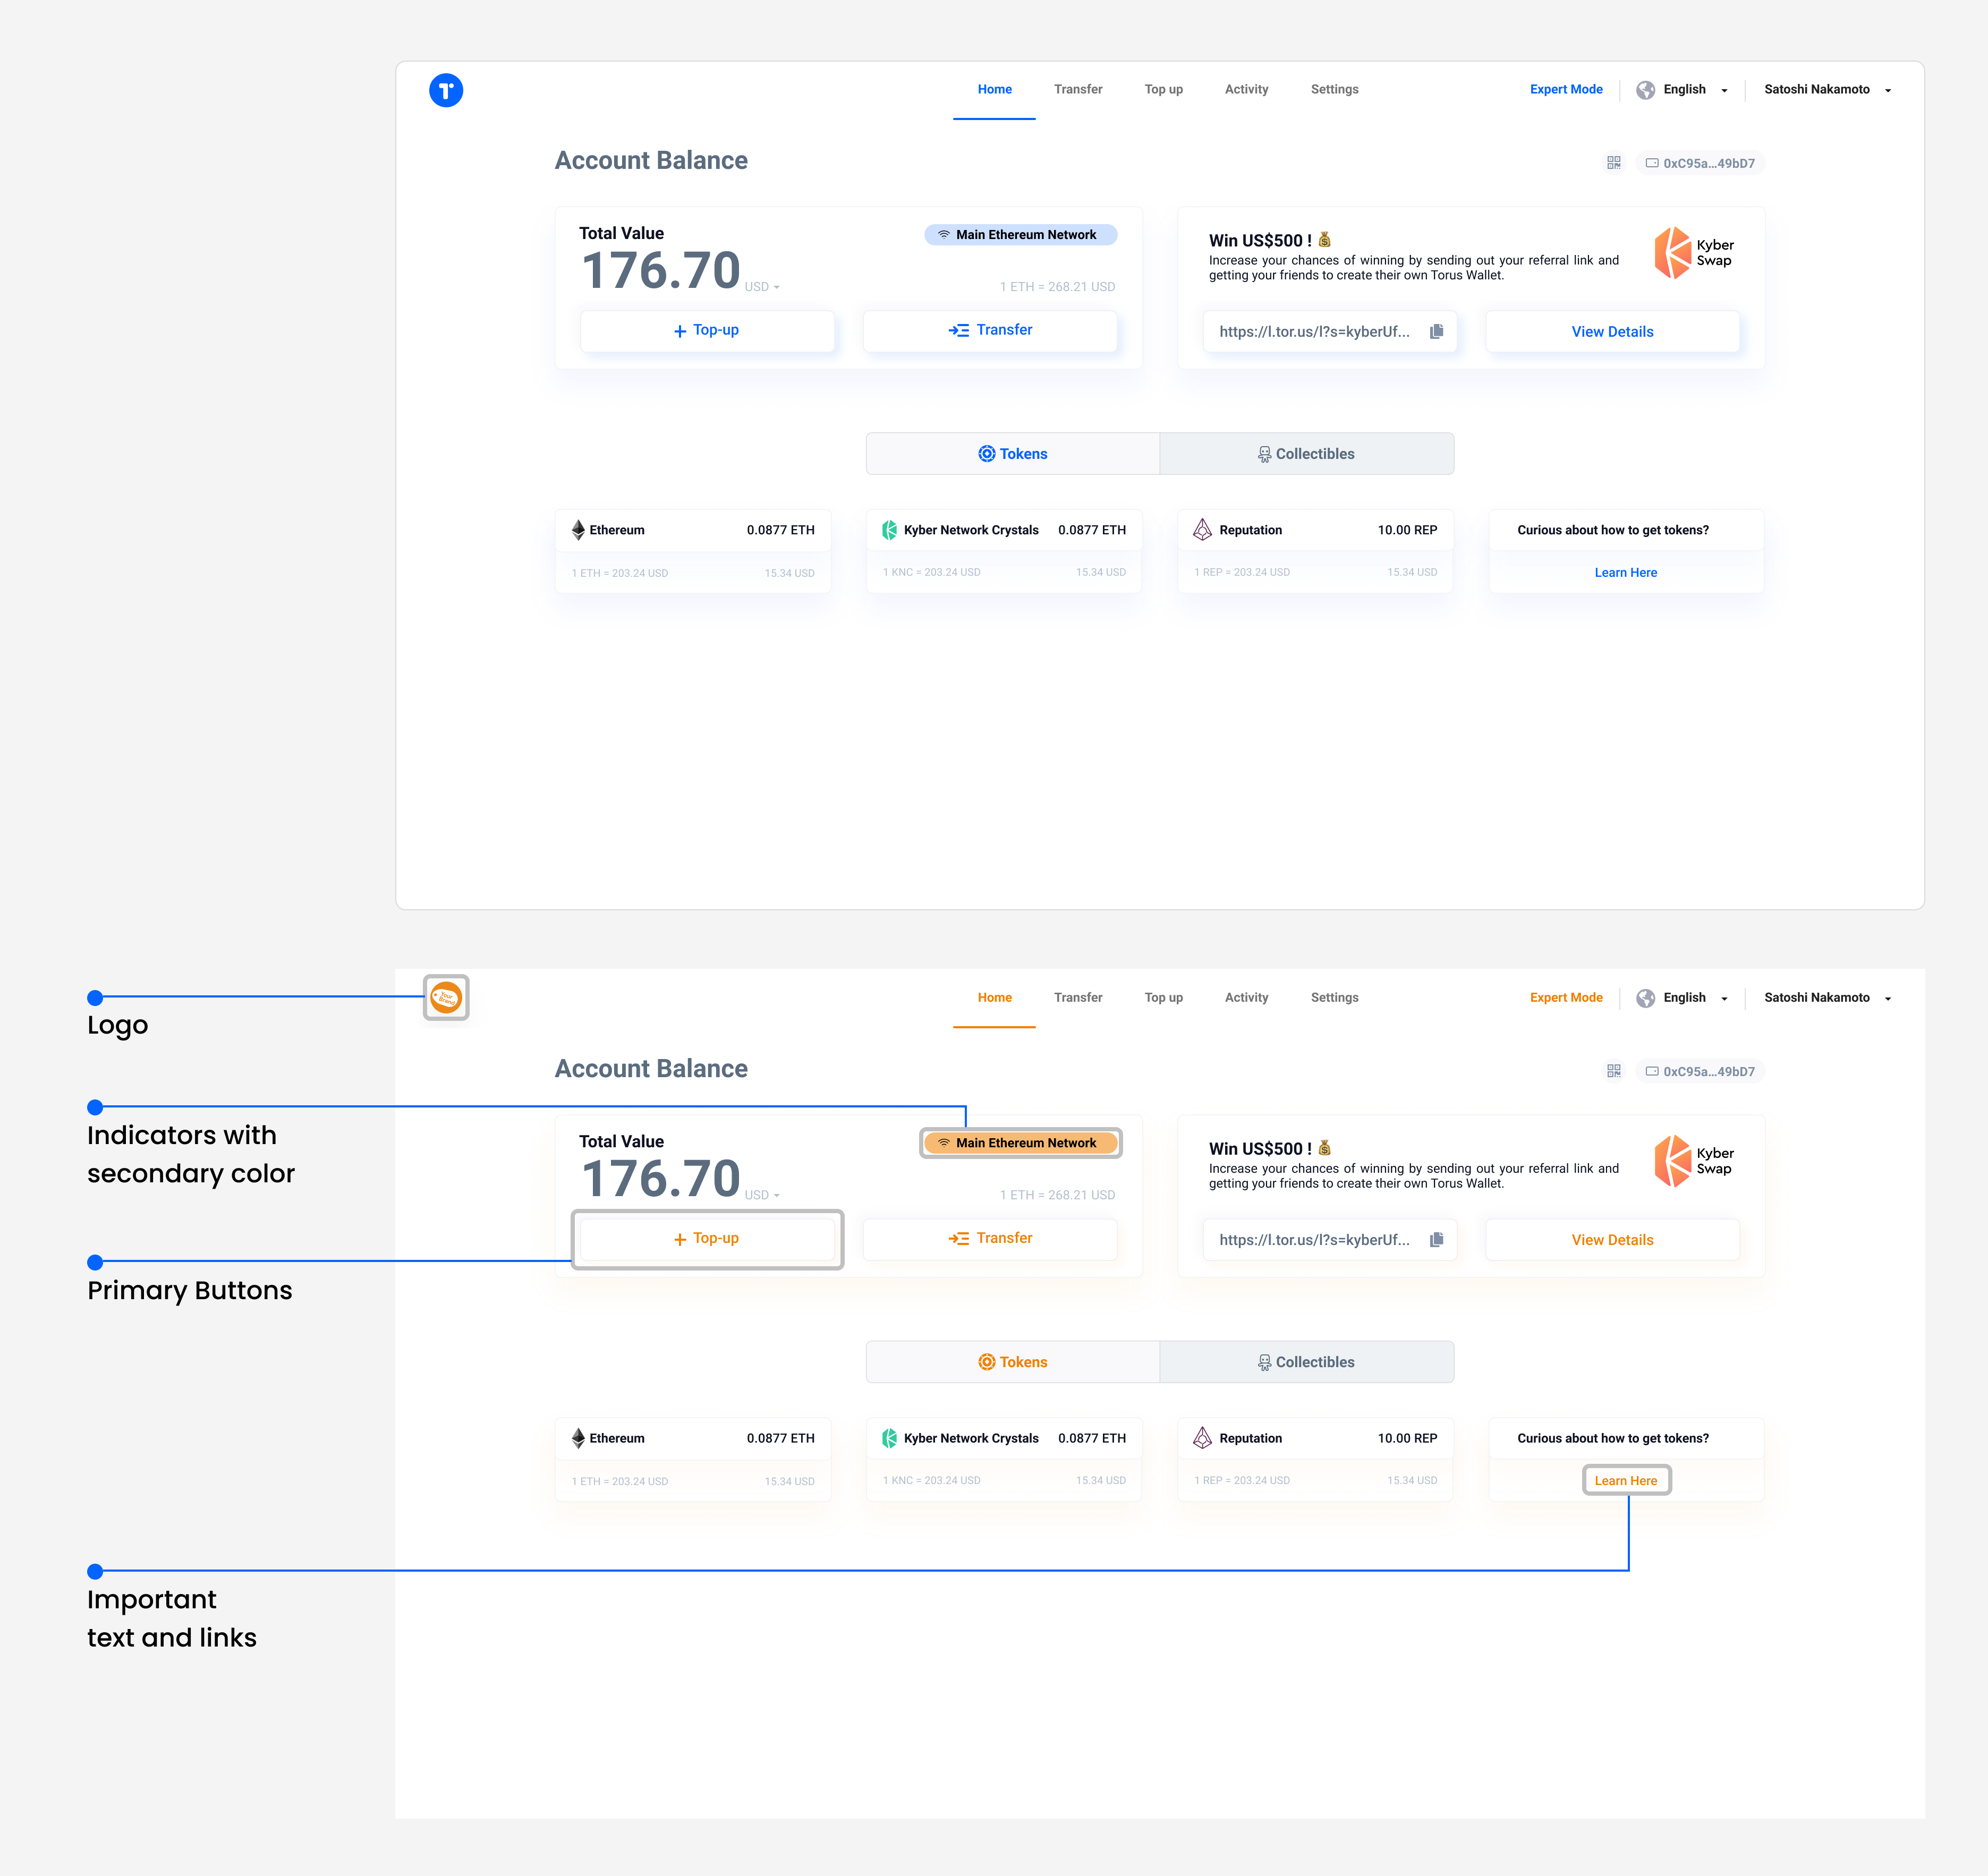 Home Transfer Top up Activity Settings Expert Mode English Satoshi Nakamoto
Account Balance
0xC95a...49bD7
Total Value
Main Ethereum Network
176.70 USD
1 ETH = 268.21 USD
+ Top-up
Transfer
Win US$500 !
Increase your chances of winning by sending out your referral link and
getting your friends to create their own Torus Wallet.
Kyber
Swap
https://l.tor.us/l?s=kyberUf...
View Details
Tokens
Collectibles
Ethereum 0.0877 ETH
1 ETH = 203.24 USD 15.34 USD
Kyber Network Crystals 0.0877 ETH
1 KNC = 203.24 USD 15.34 USD
Reputation 10.00 REP
1 REP = 203.24 USD 15.34 USD
Curious about how to get tokens?
Learn Here
Logo
Your
Brand
Home Transfer Top up Activity Settings Expert Mode English Satoshi Nakamoto
Account Balance
0xC95a...49bD7
Indicators with
secondary color
Total Value
Main Ethereum Network
176.70 USD
1 ETH = 268.21 USD
Primary Buttons
+ Top-up
Transfer
Win US$500 !
Increase your chances of winning by sending out your referral link and
getting your friends to create their own Torus Wallet.
Kyber
Swap
https://l.tor.us/l?s=kyberUf...
View Details
Tokens
Collectibles
Ethereum 0.0877 ETH
1 ETH = 203.24 USD 15.34 USD
Kyber Network Crystals 0.0877 ETH
1 KNC = 203.24 USD 15.34 USD
Reputation 10.00 REP
1 REP = 203.24 USD 15.34 USD
Curious about how to get tokens?
Learn Here
Important
text and links